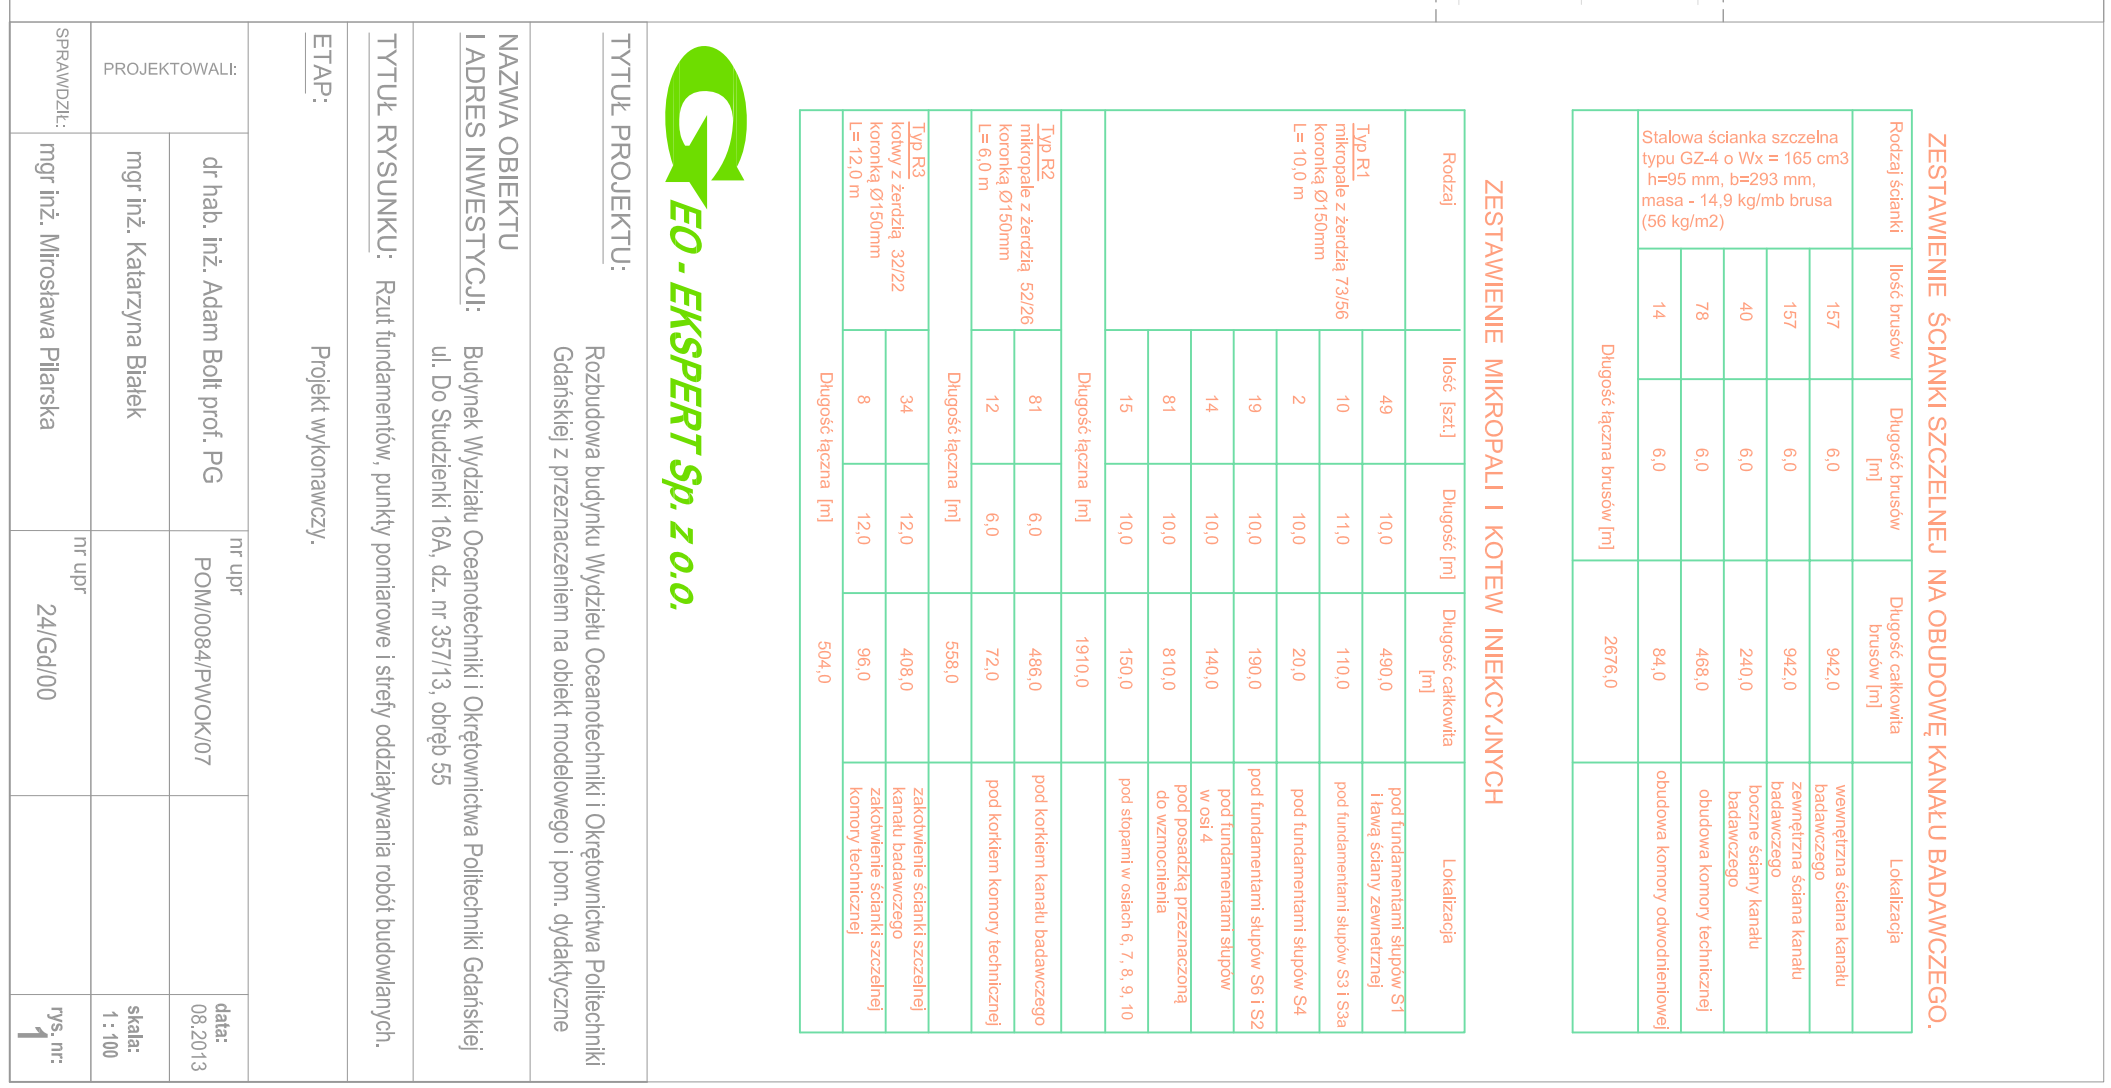 ZESTAWIENIE ŚCIANKI SZCZELNEJ NA OBUDOWĘ KANAŁU BADAWCZEGO.
Rodzaj ścianki
Ilość brusów
Długość brusów
[m]
Długość całkowita
brusów [m]
Lokalizacja
Stalowa ścianka szczelna
typu GZ-4 o Wx = 165 cm3
h=95 mm, b=293 mm,
masa - 14,9 kg/mb brusa
(56 kg/m2)
157
6,0
942,0
wewnętrzna ściana kanału
badawczego
157
6,0
942,0
zewnętrzna ściana kanału
badawczego
40
6,0
240,0
boczne ściany kanału
badawczego
78
6,0
468,0
obudowa komory technicznej
14
6,0
84,0
obudowa komory odwodnieniowej
Długość łączna brusów [m]
2676,0
ZESTAWIENIE MIKROPALI I KOTEW INIEKCYJNYCH
Rodzaj
Ilość [szt.]
Długość [m]
Długość całkowita
[m]
Lokalizacja
Typ R1
mikropale z żerdzią 73/56
koronką Ø150mm
L= 10,0 m
49
10,0
490,0
pod fundamentami słupów S1
i ławą ściany zewnetrznej
10
11,0
110,0
pod fundamentami słupów S3 i S3a
2
10,0
20,0
pod fundamentami słupów S4
19
10,0
190,0
pod fundamentami słupów S6 i S2
14
10,0
140,0
pod fundamentami słupów
w osi 4
81
10,0
810,0
pod posadzką przeznaczoną
do wzmocnienia
15
10,0
150,0
pod stopami w osiach 6, 7, 8, 9, 10
Długość łączna [m]
1910,0
Typ R2
mikropale z żerdzią 52/26
koronką Ø150mm
L= 6,0 m
81
6,0
486,0
pod korkiem kanału badawczego
12
6,0
72,0
pod korkiem komory technicznej
Długość łączna [m]
558,0
Typ R3
kotwy z żerdzią 32/22
koronką Ø150mm
L= 12,0 m
34
12,0
408,0
zakotwienie ścianki szczelnej
kanału badawczego
8
12,0
96,0
zakotwienie ścianki szczelnej
komory technicznej
Długość łączna [m]
504,0
GEO - EKSPERT Sp. z o.o.
TYTUŁ PROJEKTU:
Rozbudowa budynku Wydziełu Oceanotechniki i Okrętownictwa Politechniki
Gdańskiej z przeznaczeniem na obiekt modelowego i pom. dydaktyczne
NAZWA OBIEKTU
I ADRES INWESTYCJI:
Budynek Wydziału Oceanotechniki i Okrętownictwa Politechniki Gdańskiej
ul. Do Studzienki 16A, dz. nr 357/13, obręb 55
TYTUŁ RYSUNKU: Rzut fundamentów, punkty pomiarowe i strefy oddziaływania robót budowlanych.
ETAP:
Projekt wykonawczy.
PROJEKTOWALI:
dr hab. inż. Adam Bolt prof. PG
nr upr
POM/0084/PWOK/07
data:
08.2013
mgr inż. Katarzyna Białek
skala:
1 : 100
SPRAWDZIŁ:
mgr inż. Mirosława Pilarska
nr upr
24/Gd/00
rys. nr:
1